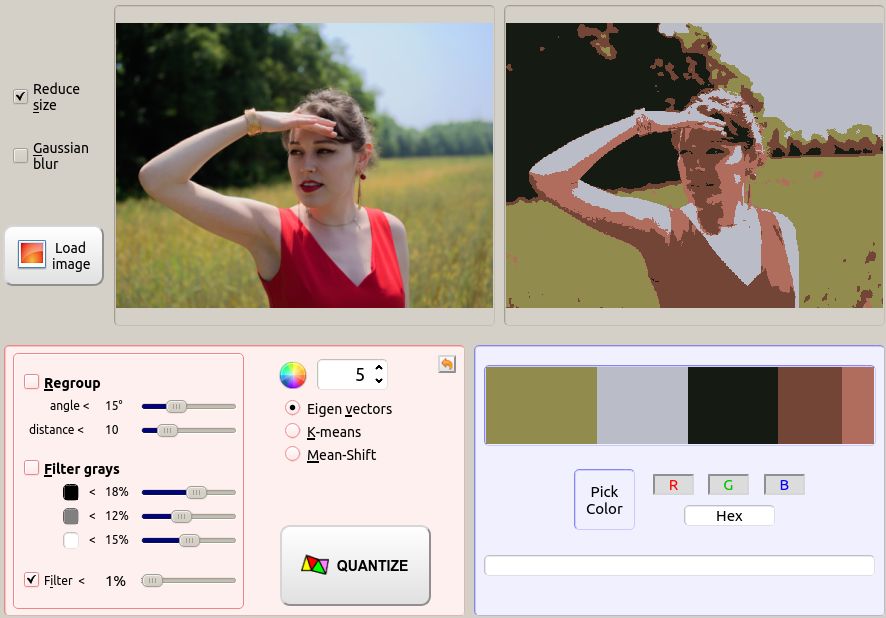 Reduce
size
Gaussian
blur
Load
image
Regroup
angle < 15°
distance < 10
Filter grays
< 18%
< 12%
< 15%
Filter < 1%
5
Eigen vectors
K-means
Mean-Shift
QUANTIZE
Pick
Color
R G B
Hex